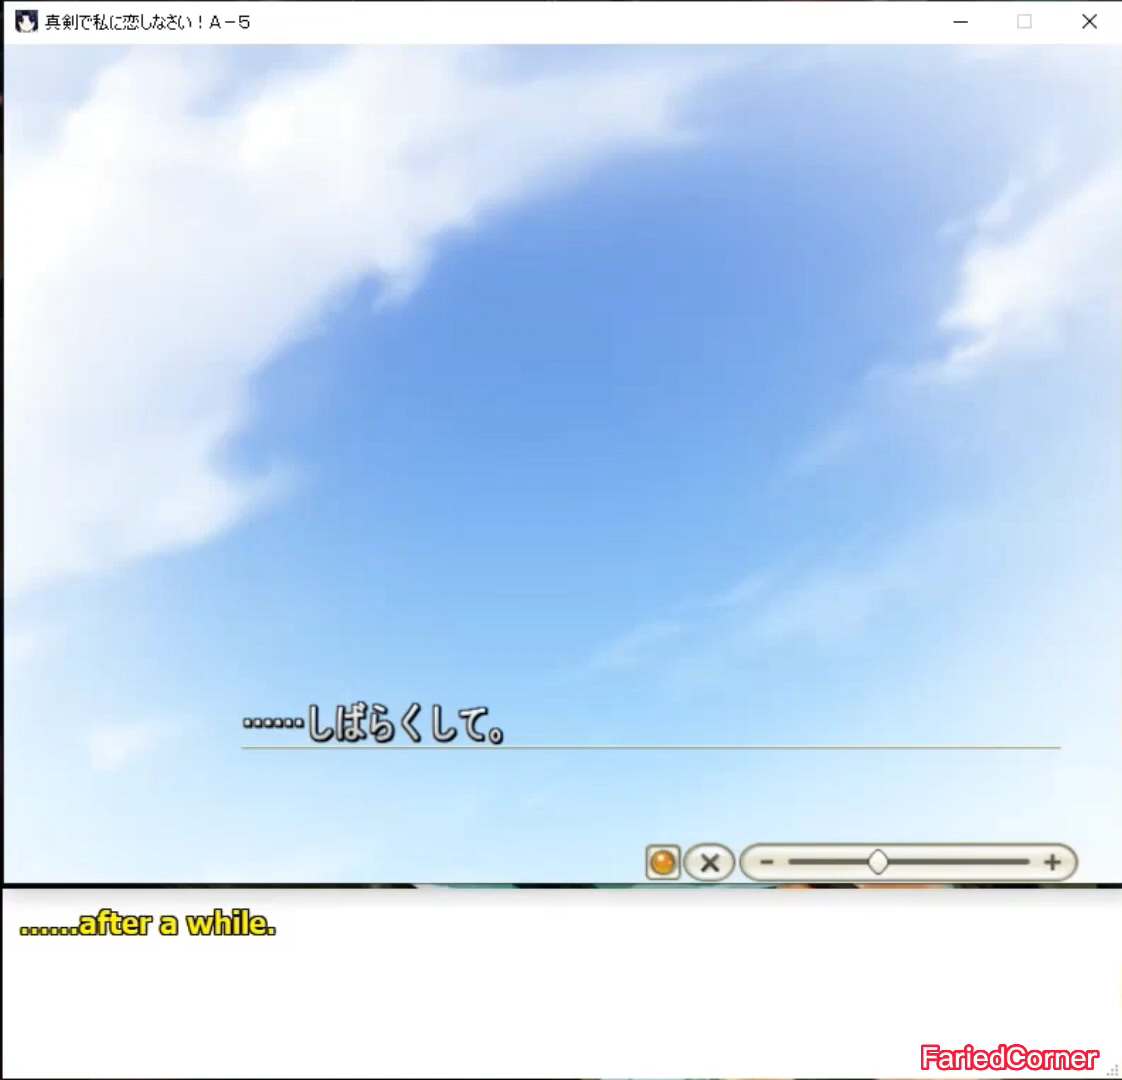 真剣で私に恋しなさい！Ａ－５
……しばらくして。
......after a while.
FariedCorner